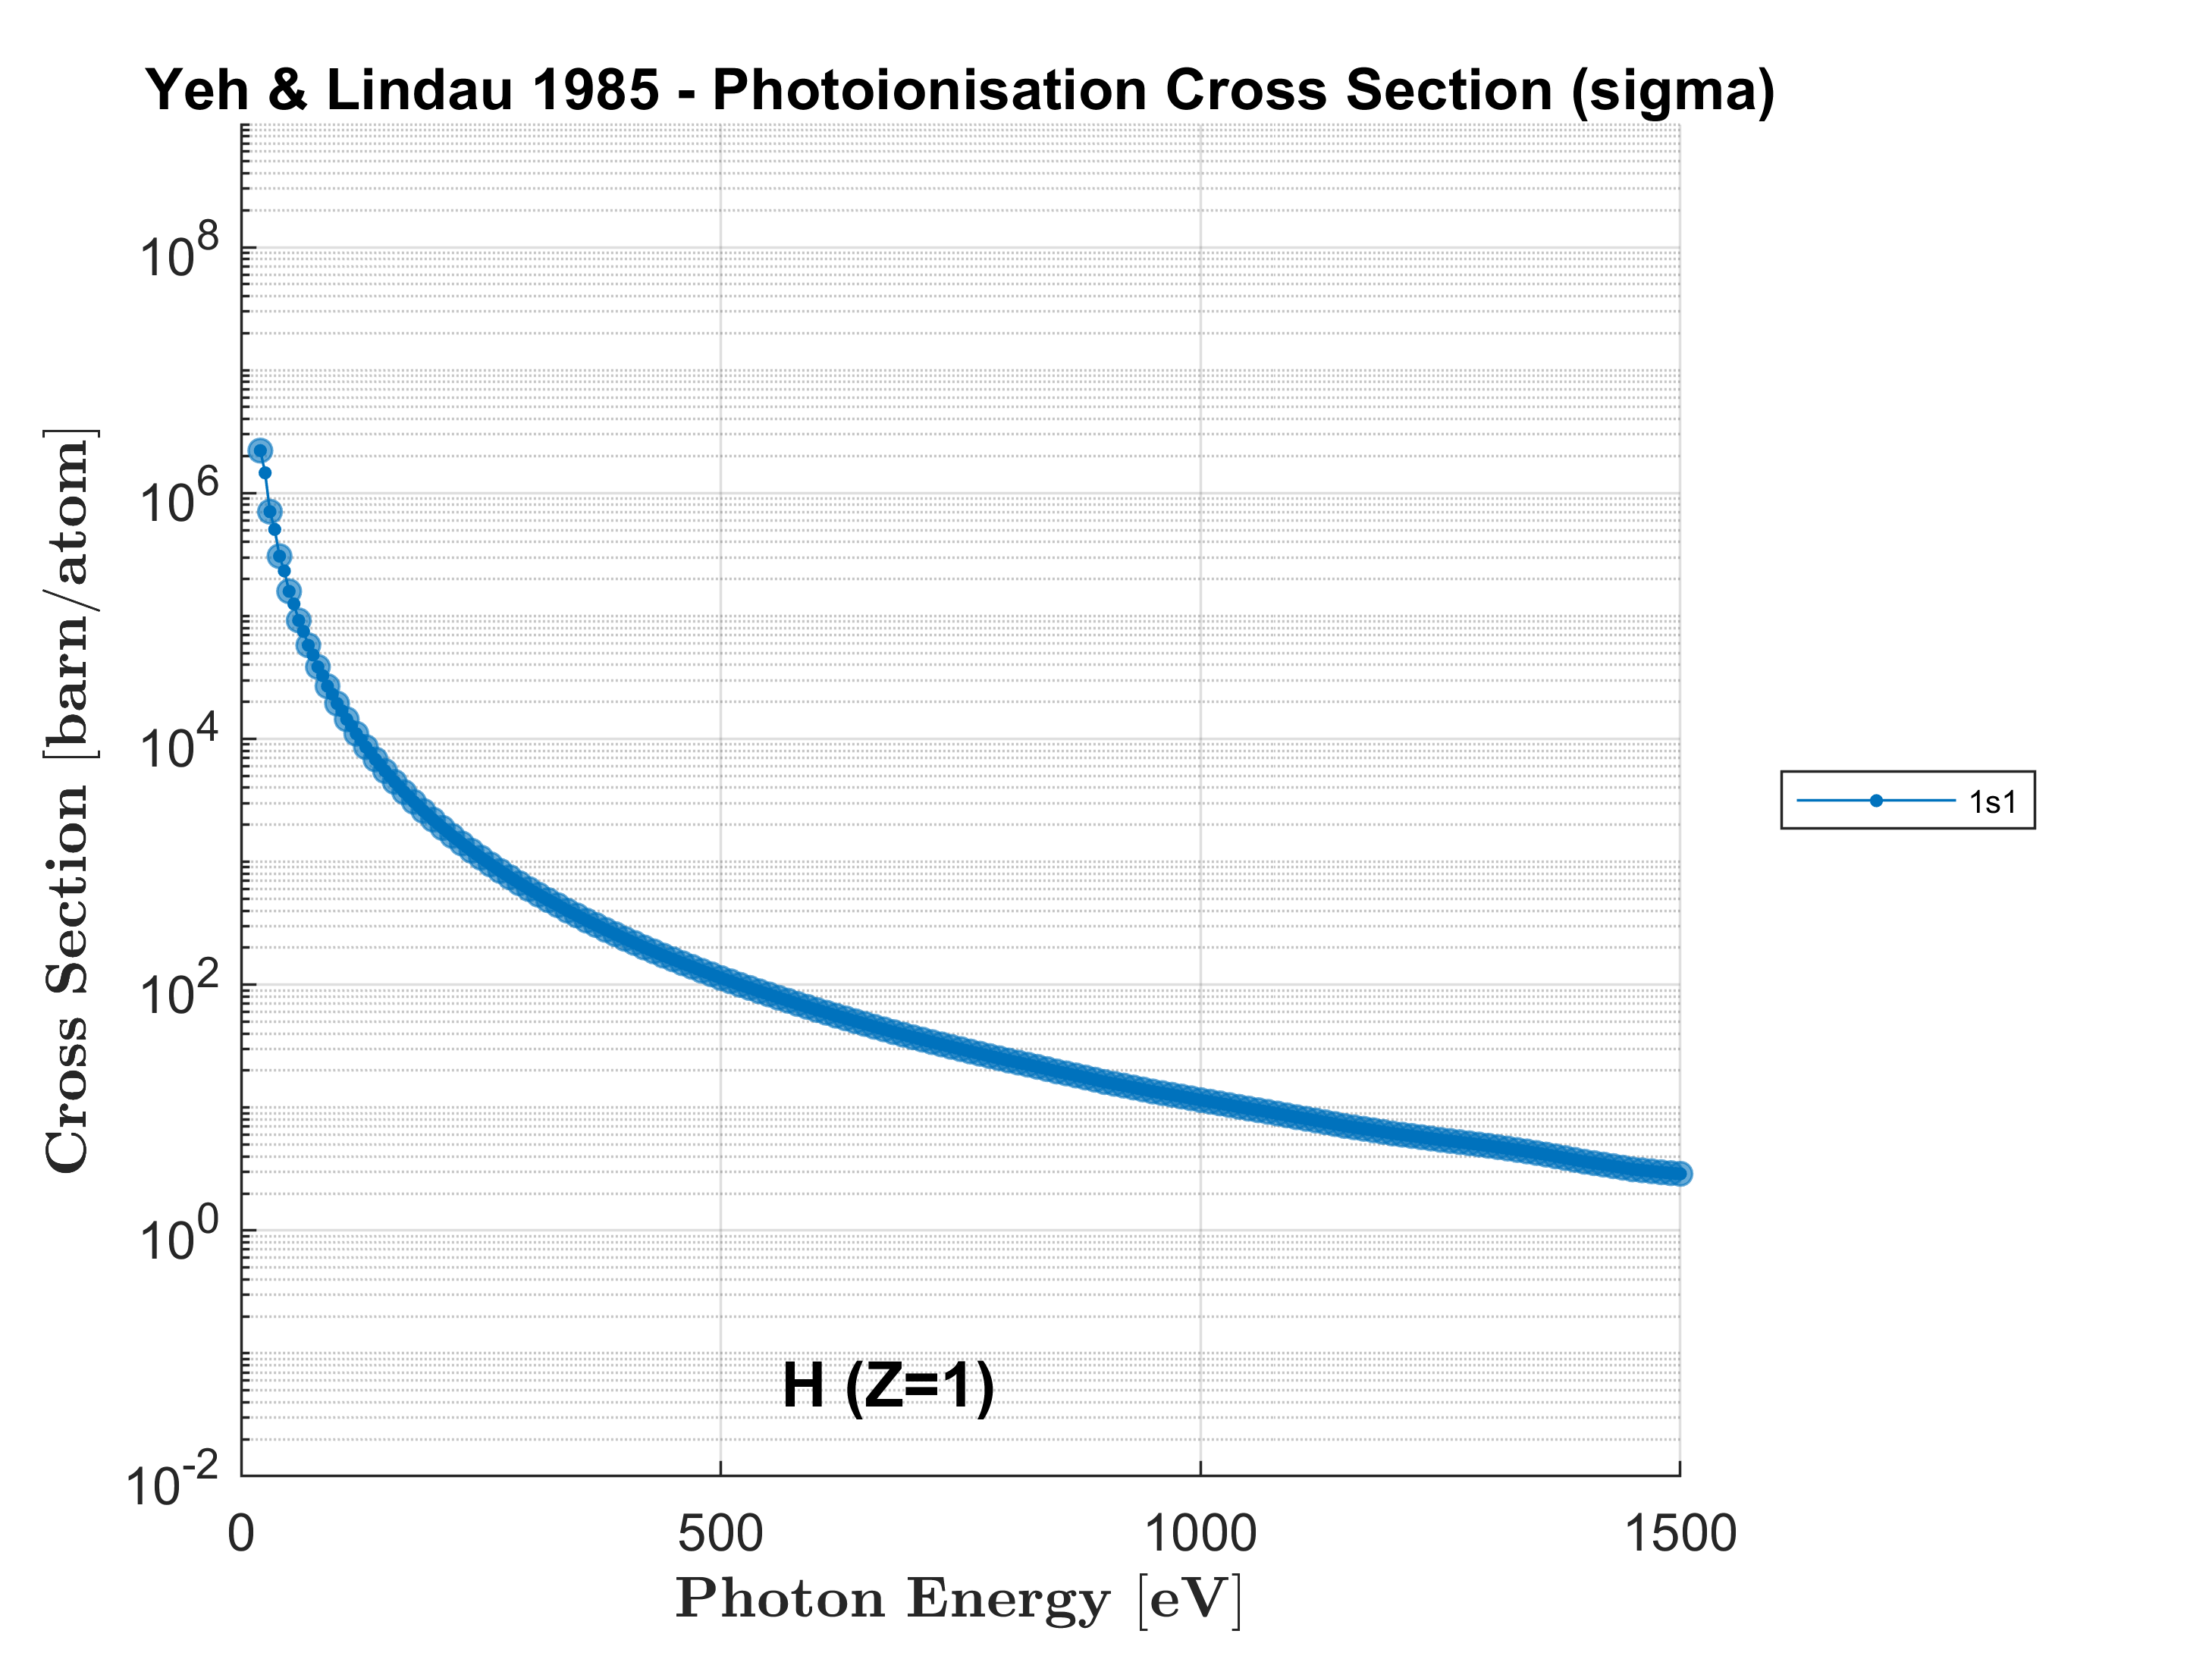 Yeh & Lindau 1985 - Photoionisation Cross Section (sigma)
10^8
10^6
10^4
10^2
10^0
10^-2
Cross Section [barn/atom]
1s1
H (Z=1)
0 500 1000 1500
Photon Energy [eV]